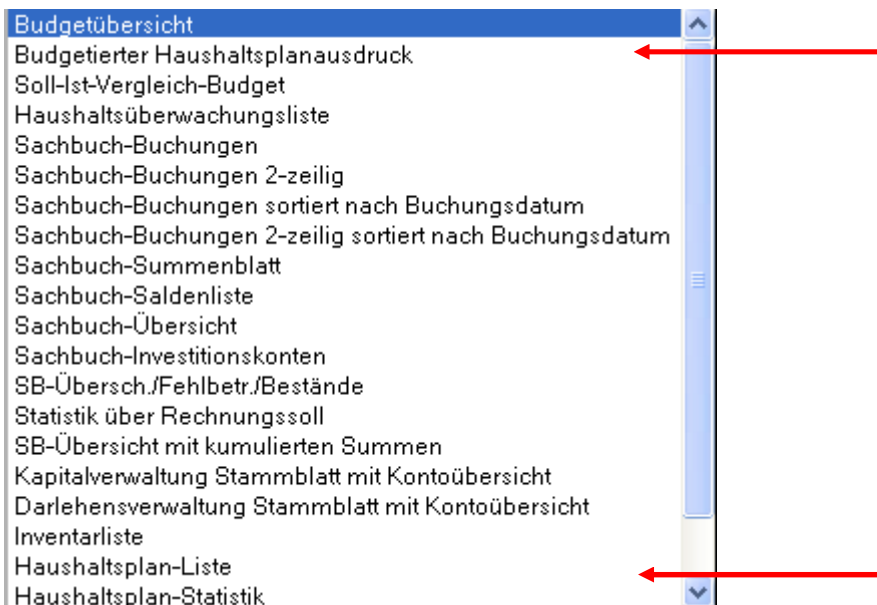 Budgetübersicht
Budgetierter Haushaltsplanausdruck
Soll-Ist-Vergleich-Budget
Haushaltsüberwachungsliste
Sachbuch-Buchungen
Sachbuch-Buchungen 2-zeilig
Sachbuch-Buchungen sortiert nach Buchungsdatum
Sachbuch-Buchungen 2-zeilig sortiert nach Buchungsdatum
Sachbuch-Summenblatt
Sachbuch-Saldenliste
Sachbuch-Übersicht
Sachbuch-Investitionskonten
SB-Übersch./Fehlbetr./Bestände
Statistik über Rechnungssoll
SB-Übersicht mit kumulierten Summen
Kapitalverwaltung Stammblatt mit Kontoübersicht
Darlehensverwaltung Stammblatt mit Kontoübersicht
Inventarliste
Haushaltsplan-Liste
Haushaltsplan-Statistik